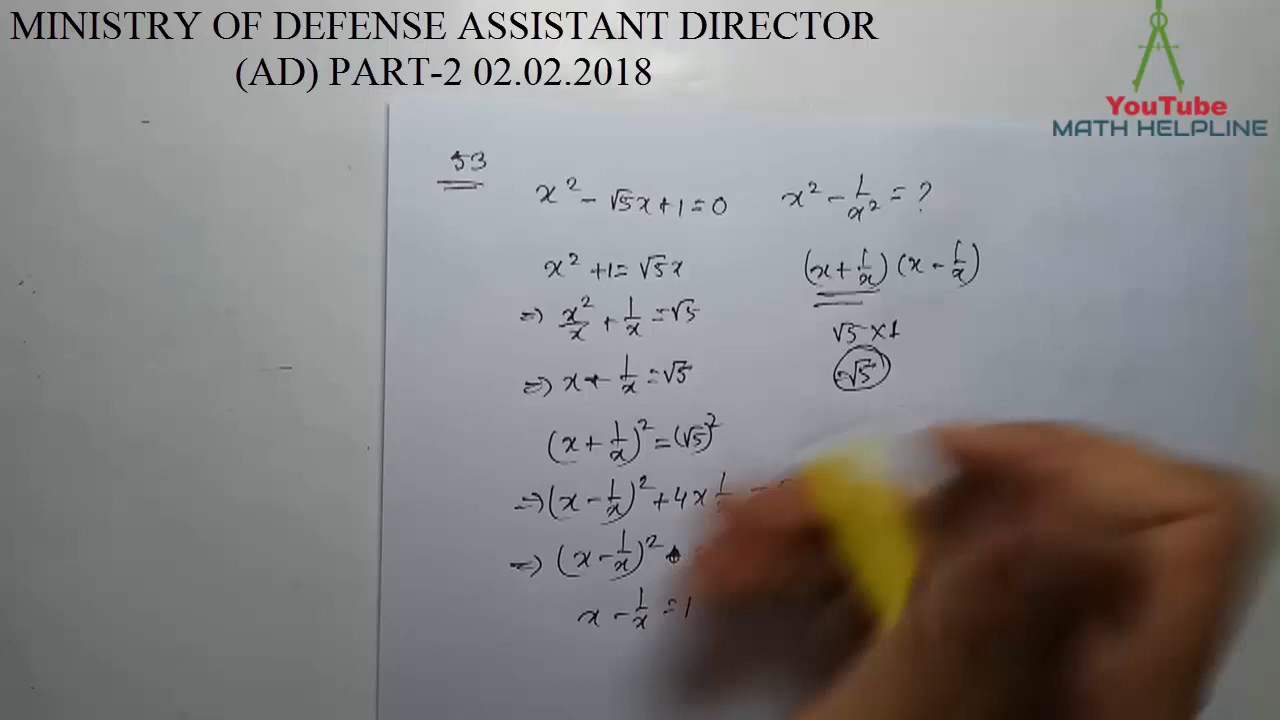 MINISTRY OF DEFENSE ASSISTANT DIRECTOR
(AD) PART-2 02.02.2018
YouTube
MATH HELPLINE
53
x² - √5x + 1 = 0
x² + 1 = √5x
⇒ x²/x + 1/x = √5
⇒ x + 1/x = √5
(x + 1/x)² = (√5)²
⇒ (x - 1/x)² + 4x
⇒ (x - 1/x)²
x - 1/x = 1
x² - 1/x² = ?
(x + 1/x) (x - 1/x)
√5 × 1
=√5